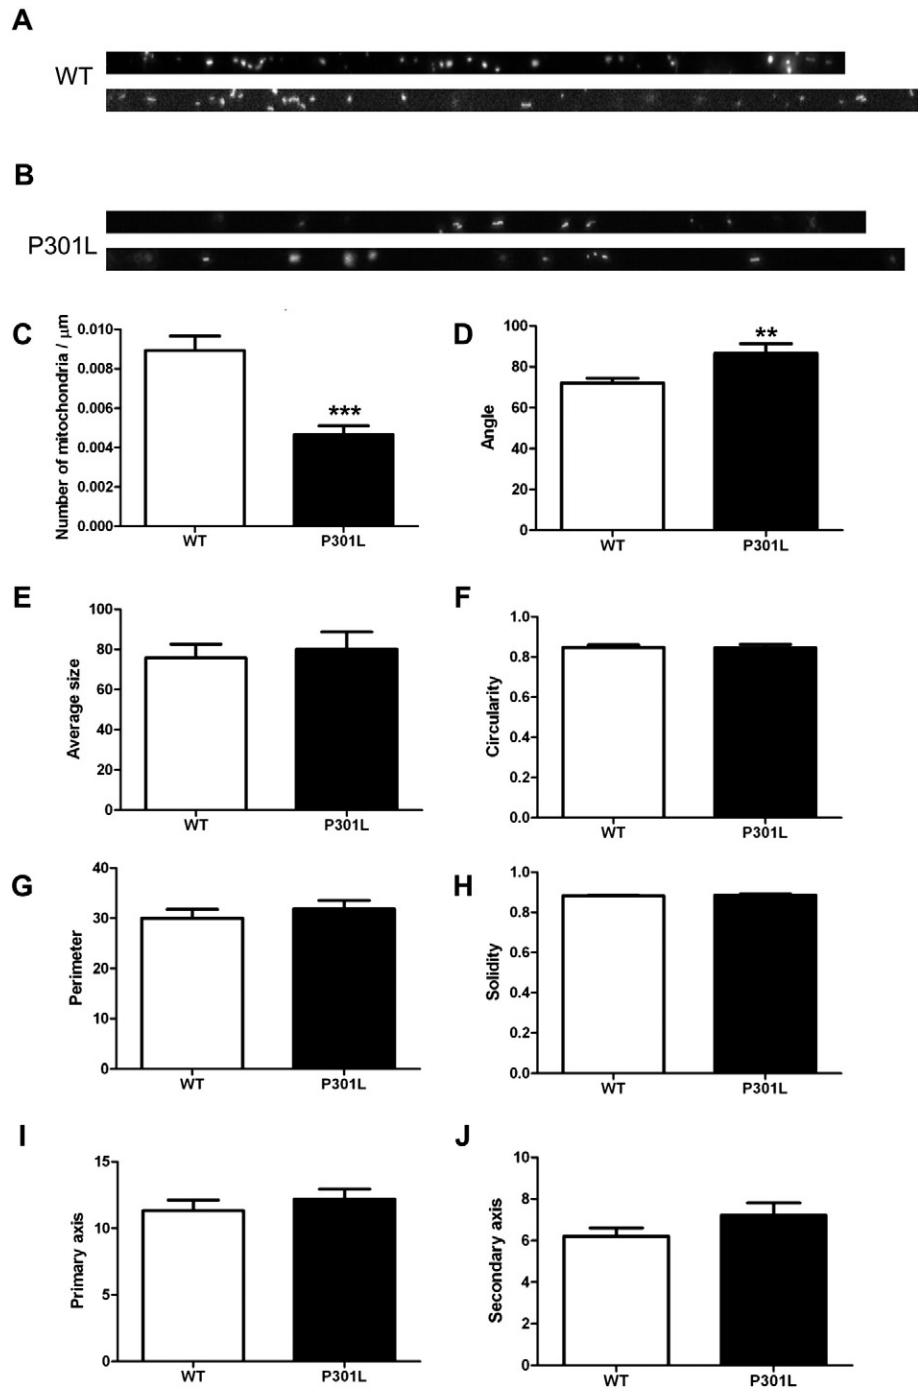 A
WT
B
P301L
C
Number of mitochondria / μm
0.010
0.008
0.006
0.004
0.002
0.000
***
WT P301L
D
Angle
100
80
60
40
20
0
**
WT P301L
E
Average size
100
80
60
40
20
0
WT P301L
F
Circularity
1.0
0.8
0.6
0.4
0.2
0.0
WT P301L
G
Perimeter
40
30
20
10
0
WT P301L
H
Solidity
1.0
0.8
0.6
0.4
0.2
0.0
WT P301L
I
Primary axis
15
10
5
0
WT P301L
J
Secondary axis
10
8
6
4
2
0
WT P301L